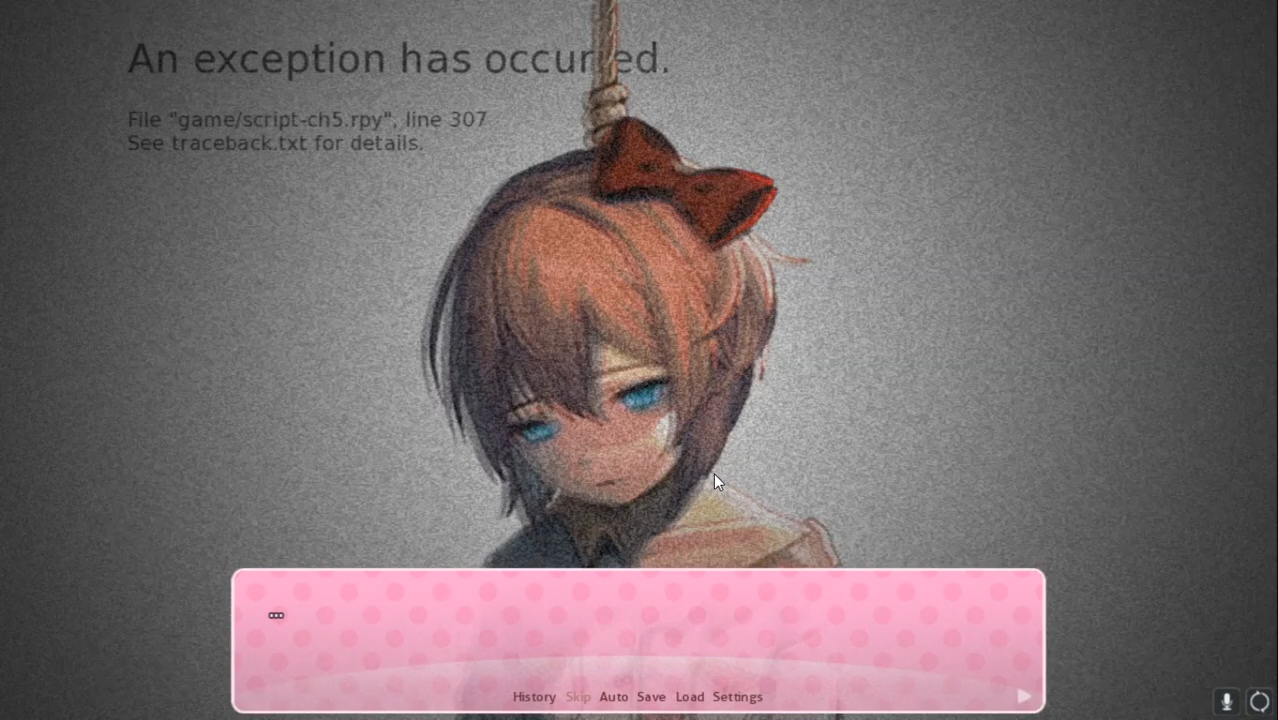 An exception has occurred.
File "game/script-ch5.rpy", line 307
See traceback.txt for details.
...
History Skip Auto Save Load Settings